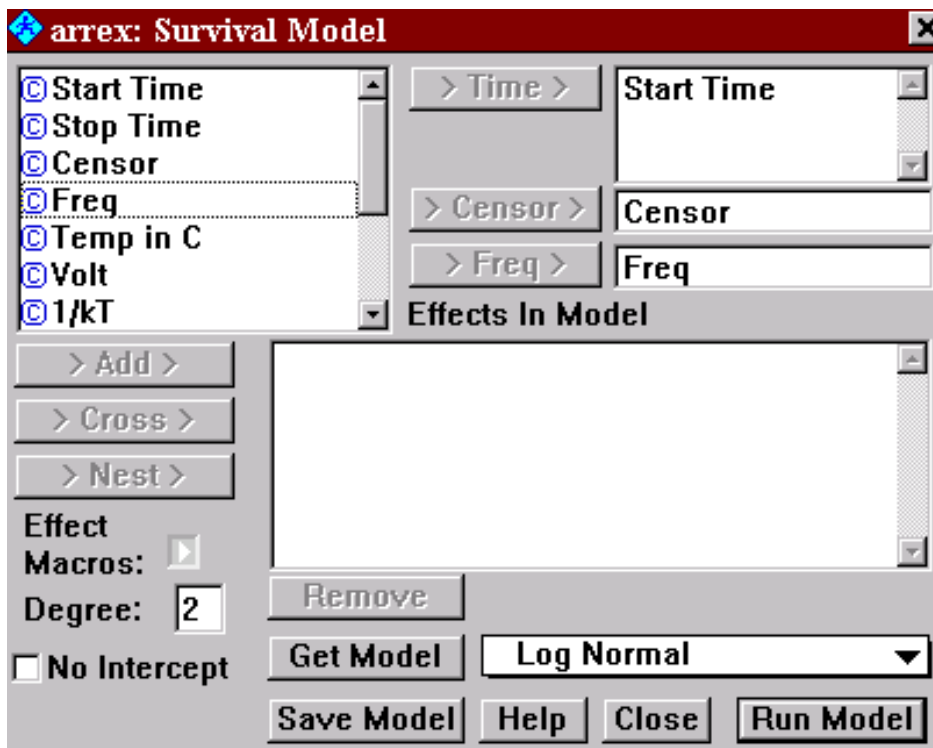 arrex: Survival Model
Start Time
Stop Time
Censor
Freq
Temp in C
Volt
1/kT
> Time >
Start Time
> Censor >
Censor
> Freq >
Freq
Effects In Model
> Add >
> Cross >
> Nest >
Effect
Macros:
Degree: 2
No Intercept
Remove
Get Model
Log Normal
Save Model
Help
Close
Run Model